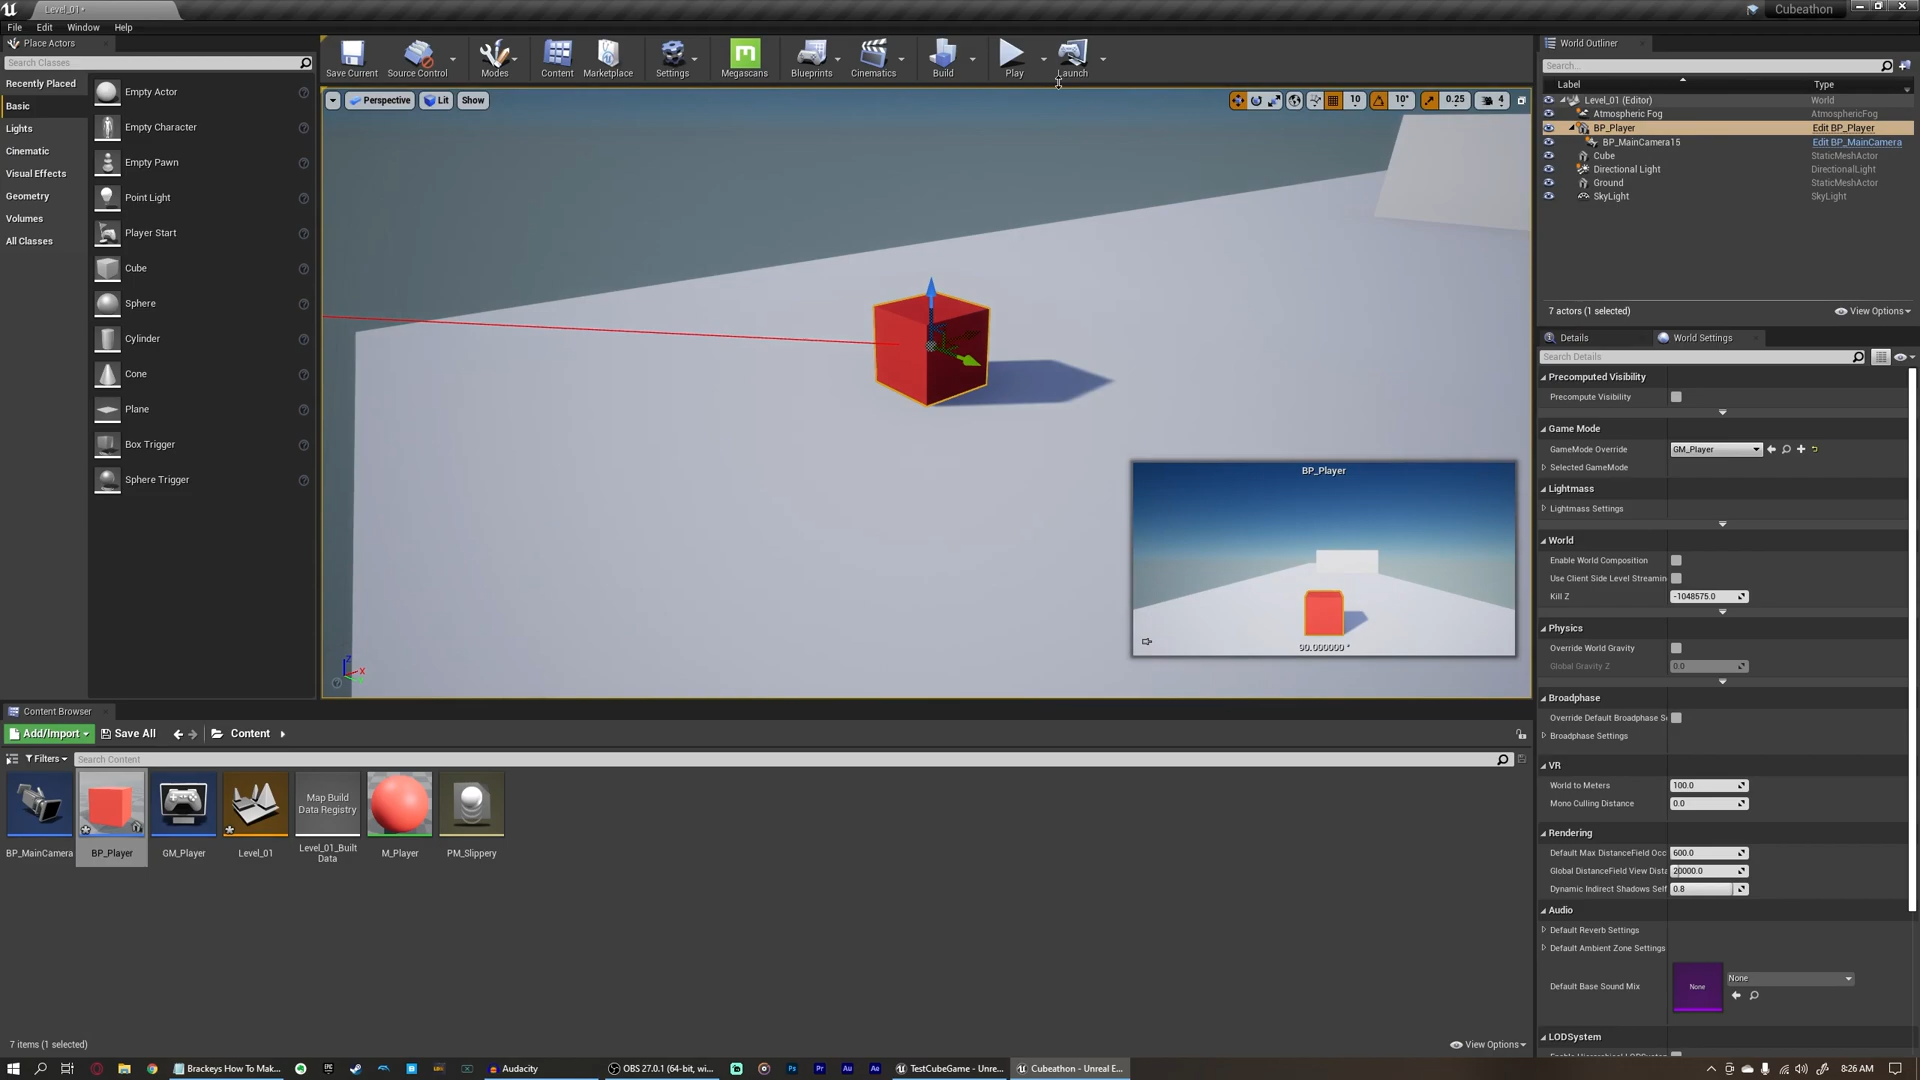 Level_01*
Cubeathon
File Edit Window Help
Place Actors
Search Classes
Recently Placed
Basic
Lights
Cinematic
Visual Effects
Geometry
Volumes
All Classes
Empty Actor
Empty Character
Empty Pawn
Point Light
Player Start
Cube
Sphere
Cylinder
Cone
Plane
Box Trigger
Sphere Trigger
Save Current
Source Control
Modes
Content
Marketplace
Settings
Megascans
Blueprints
Cinematics
Build
Play
Launch
Perspective Lit Show
10 10° 0.25 4
BP_Player
90.000000 °
World Outliner
Search...
Label Type
Level_01 (Editor) World
Atmospheric Fog AtmosphericFog
BP_Player Edit BP_Player
BP_MainCamera15 Edit BP_MainCamera
Cube StaticMeshActor
Directional Light DirectionalLight
Ground StaticMeshActor
SkyLight SkyLight
7 actors (1 selected) View Options
Details World Settings
Search Details
Precomputed Visibility
Precompute Visibility
Game Mode
GameMode Override GM_Player
Selected GameMode
Lightmass
Lightmass Settings
World
Enable World Composition
Use Client Side Level Streamin
Kill Z -1048575.0
Physics
Override World Gravity
Global Gravity Z 0.0
Broadphase
Override Default Broadphase S
Broadphase Settings
VR
World to Meters 100.0
Mono Culling Distance 0.0
Rendering
Default Max DistanceField Occ 600.0
Global DistanceField View Dista 20000.0
Dynamic Indirect Shadows Self 0.8
Audio
Default Reverb Settings
Default Ambient Zone Settings
Default Base Sound Mix None None
LODSystem
Content Browser
Add/Import Save All Content
Filters Search Content
Map Build
Data Registry
BP_MainCamera
BP_Player
GM_Player
Level_01
Level_01_Built
Data
M_Player
PM_Slippery
7 items (1 selected) View Options
Brackeys How To Mak...
Audacity
OBS 27.0.1 (64-bit, wi...
TestCubeGame - Unre...
Cubeathon - Unreal E...
8:26 AM